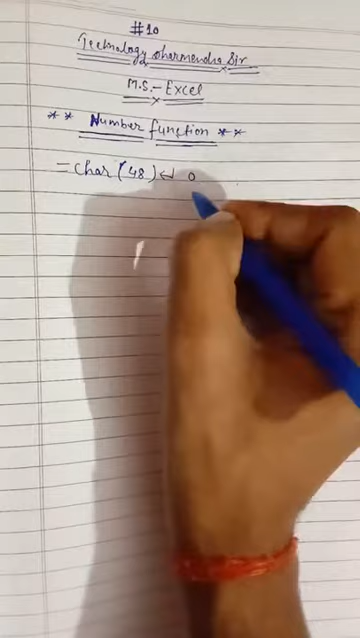 #10
Technology Dharmendra Sir
M.S.-Excel
** Number function **
=Char(48)↵ 0